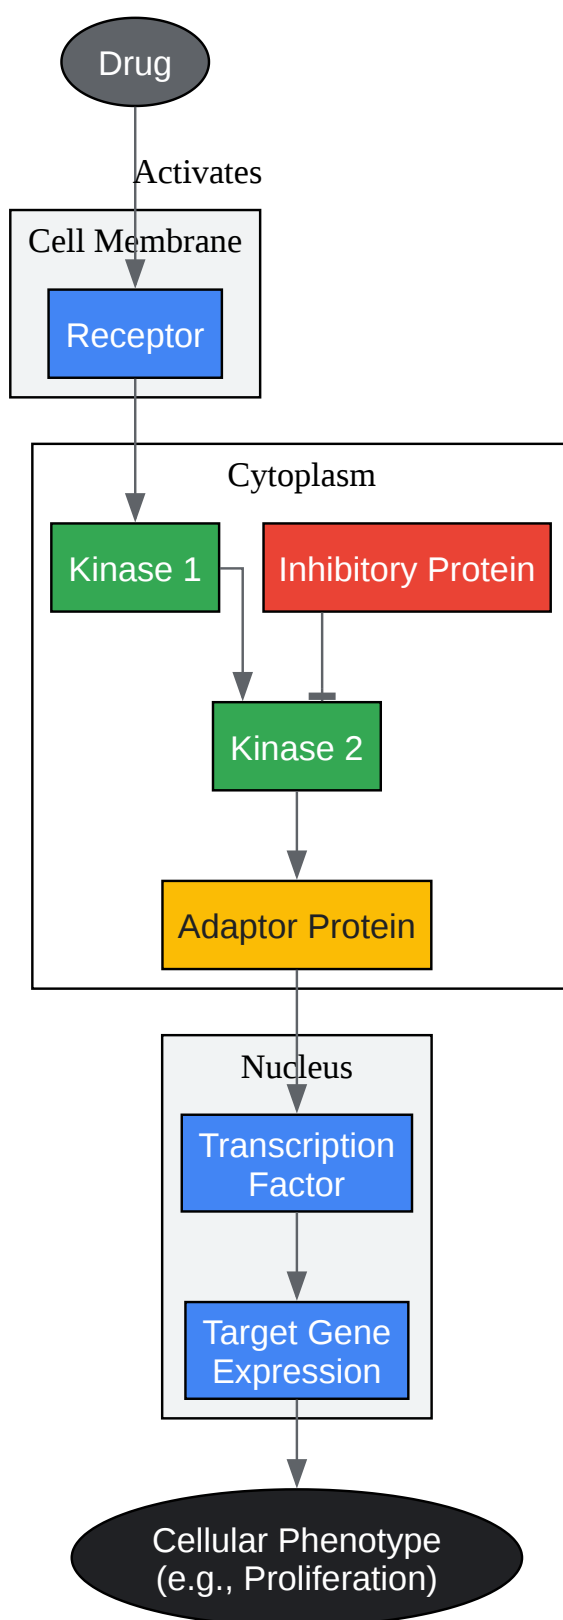 Drug
Activates
Cell Membrane
Receptor
Cytoplasm
Kinase 1
Inhibitory Protein
Kinase 2
Adaptor Protein
Nucleus
Transcription
Factor
Target Gene
Expression
Cellular Phenotype
(e.g., Proliferation)